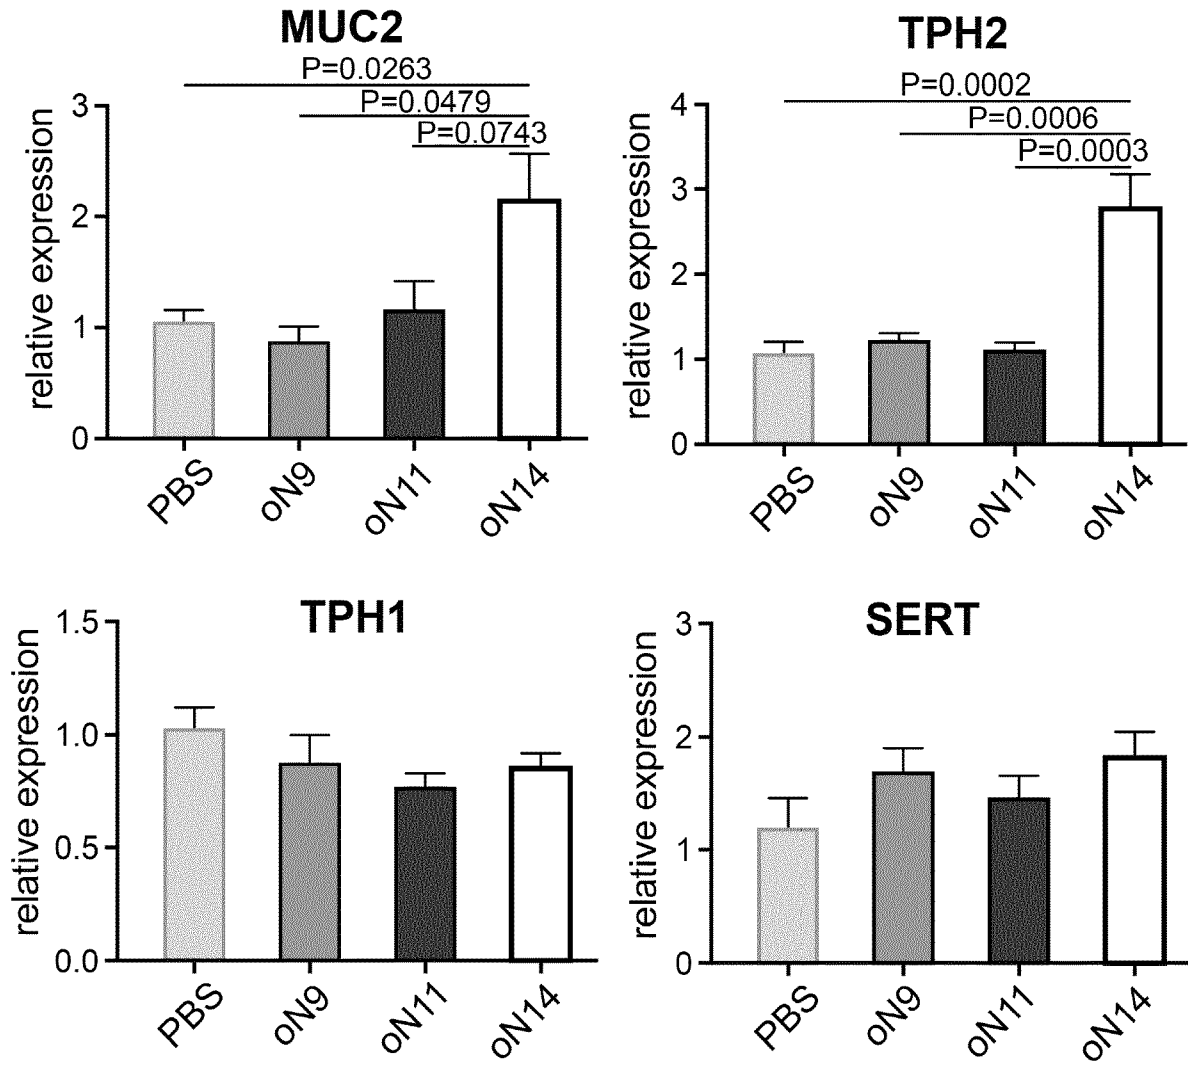 MUC2
P=0.0263
P=0.0479
P=0.0743
relative expression
3
2
1
0
PBS
oN9
oN11
oN14
TPH2
P=0.0002
P=0.0006
P=0.0003
relative expression
4
3
2
1
0
PBS
oN9
oN11
oN14
TPH1
relative expression
1.5
1.0
0.5
0.0
PBS
oN9
oN11
oN14
SERT
relative expression
3
2
1
0
PBS
oN9
oN11
oN14